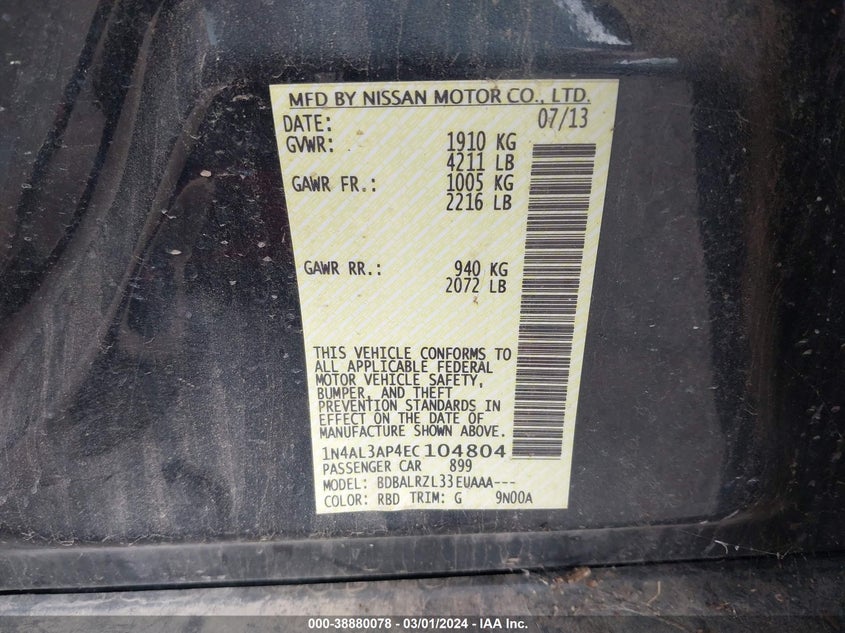 MFD BY NISSAN MOTOR CO., LTD.
DATE: 07/13
GVWR: 1910 KG
4211 LB
GAWR FR.: 1005 KG
2216 LB
GAWR RR.: 940 KG
2072 LB
THIS VEHICLE CONFORMS TO
ALL APPLICABLE FEDERAL
MOTOR VEHICLE SAFETY,
BUMPER, AND THEFT
PREVENTION STANDARDS IN
EFFECT ON THE DATE OF
MANUFACTURE SHOWN ABOVE.
1N4AL3AP4EC104804
PASSENGER CAR 899
MODEL: BDBALRZL33EUAAA---
COLOR: RBD TRIM: G 9N00A
000-38880078 - 03/01/2024 - IAA Inc.